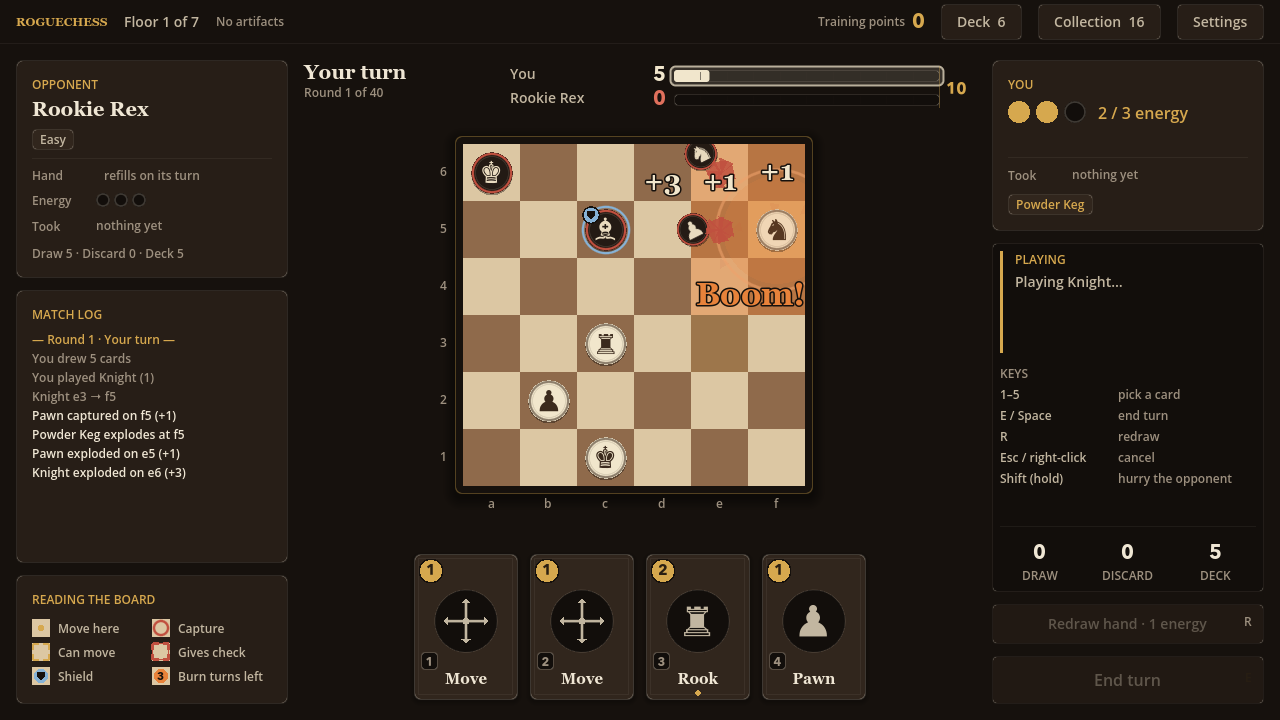 ROGUECHESS
Floor 1 of 7
No artifacts
Training points 0
Deck 6
Collection 16
Settings
OPPONENT
Rookie Rex
Easy
Hand refills on its turn
Energy
Took nothing yet
Draw 5 · Discard 0 · Deck 5
MATCH LOG
— Round 1 · Your turn —
You drew 5 cards
You played Knight (1)
Knight e3 → f5
Pawn captured on f5 (+1)
Powder Keg explodes at f5
Pawn exploded on e5 (+1)
Knight exploded on e6 (+3)
READING THE BOARD
Move here
Capture
Can move
Gives check
Shield
3 Burn turns left
Your turn
Round 1 of 40
You 5
Rookie Rex 0
10
6
5
4
3
2
1
+3
+1
+1
Boom!
a b c d e f
1 1 Move
1 2 Move
2 3 Rook
1 4 Pawn
YOU
2 / 3 energy
Took nothing yet
Powder Keg
PLAYING
Playing Knight...
KEYS
1–5 pick a card
E / Space end turn
R redraw
Esc / right-click cancel
Shift (hold) hurry the opponent
0 0 5
DRAW DISCARD DECK
Redraw hand · 1 energy R
End turn